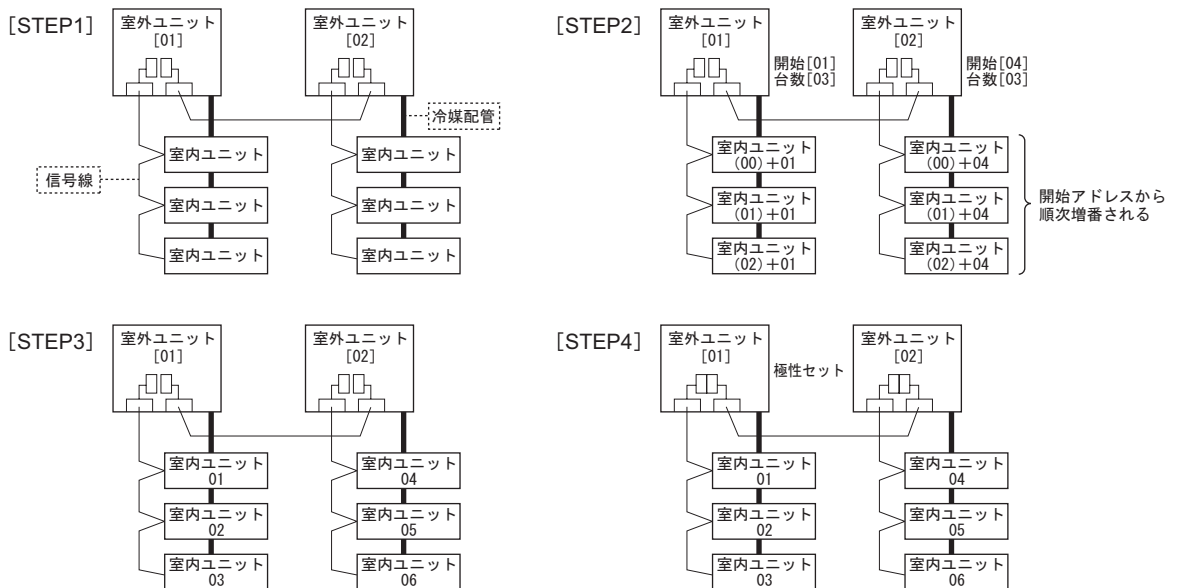 [STEP1]
室外ユニット
[01]
室外ユニット
[02]
冷媒配管
信号線
室内ユニット
室内ユニット
室内ユニット
室内ユニット
室内ユニット
室内ユニット
[STEP2]
室外ユニット
[01]
開始[01]
台数[03]
室外ユニット
[02]
開始[04]
台数[03]
室内ユニット
(00)+01
室内ユニット
(01)+01
室内ユニット
(02)+01
室内ユニット
(00)+04
室内ユニット
(01)+04
室内ユニット
(02)+04
開始アドレスから
順次増番される
[STEP3]
室外ユニット
[01]
室外ユニット
[02]
室内ユニット
01
室内ユニット
02
室内ユニット
03
室内ユニット
04
室内ユニット
05
室内ユニット
06
[STEP4]
室外ユニット
[01]
極性セット
室外ユニット
[02]
室内ユニット
01
室内ユニット
02
室内ユニット
03
室内ユニット
04
室内ユニット
05
室内ユニット
06